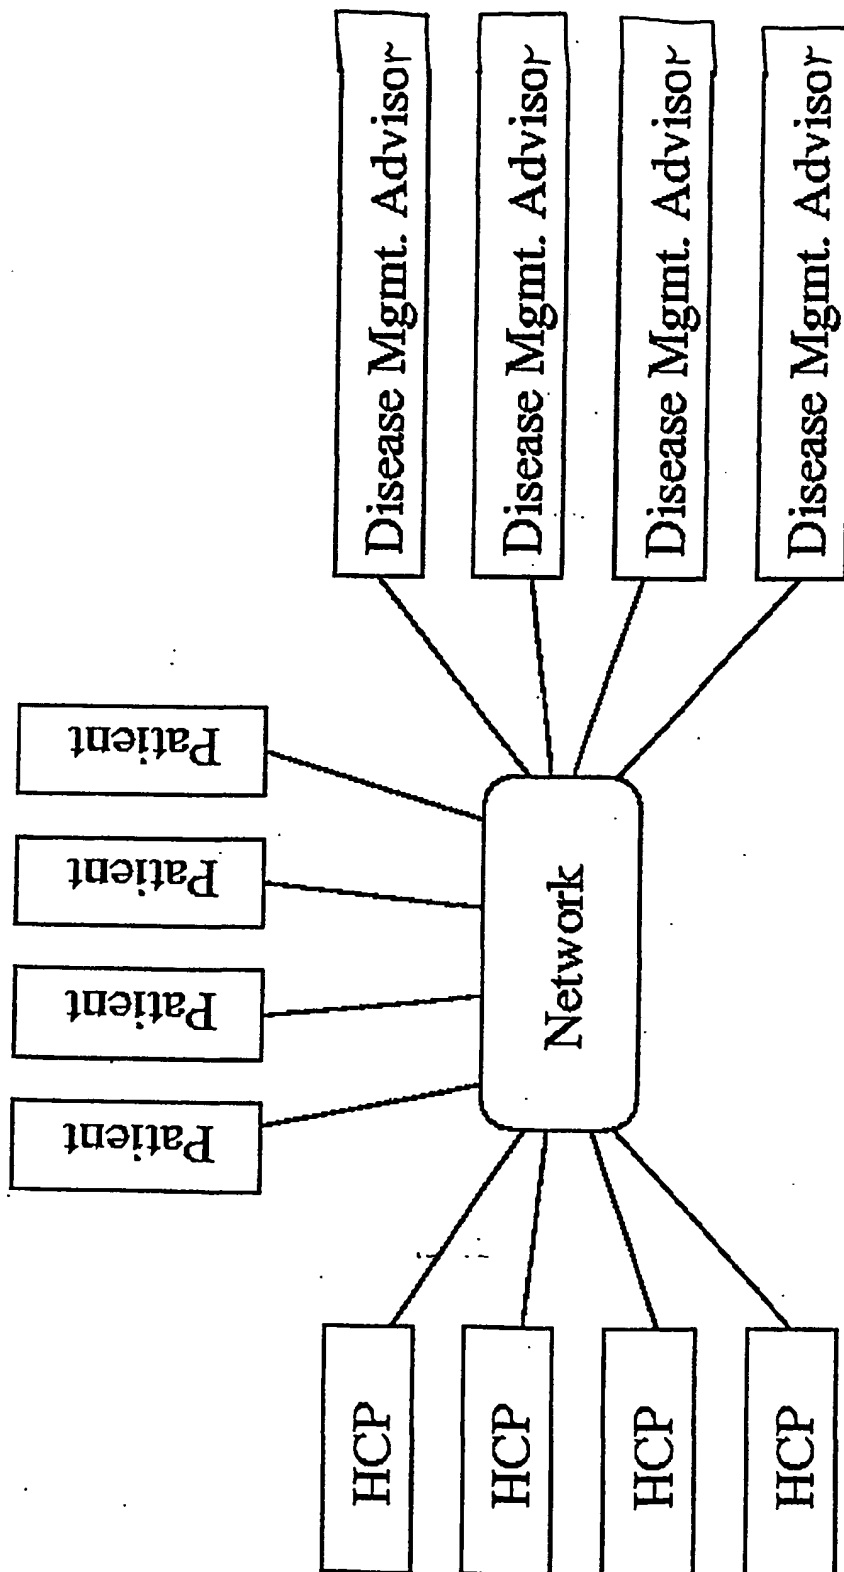 Patient
Patient
Patient
Patient
HCP
HCP
HCP
HCP
Network
Disease Mgmt. Advisor
Disease Mgmt. Advisor
Disease Mgmt. Advisor
Disease Mgmt. Advisor